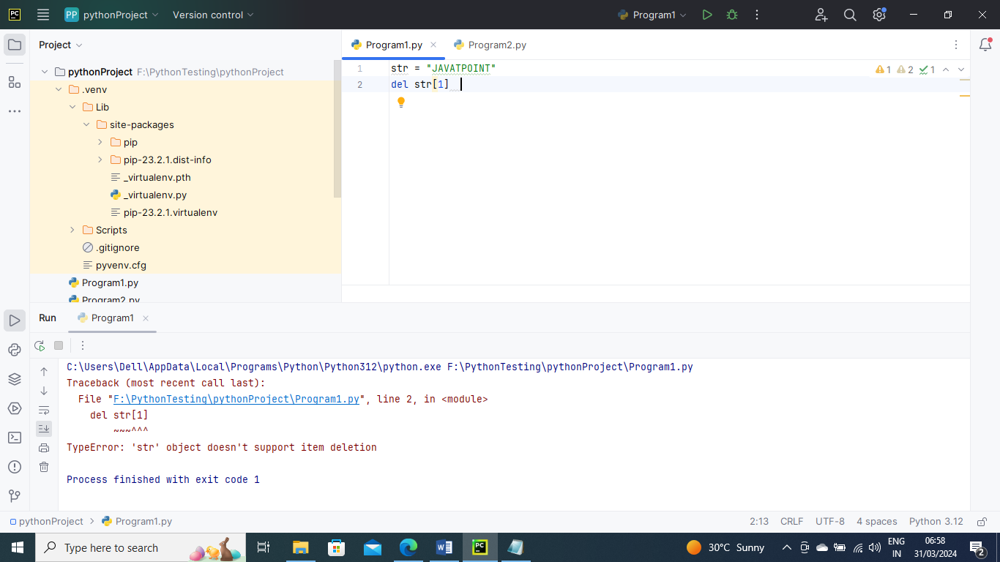 PC PP pythonProject Version control Program1
Project
Program1.py Program2.py
pythonProject F:\PythonTesting\pythonProject
.venv
Lib
site-packages
pip
pip-23.2.1.dist-info
_virtualenv.pth
_virtualenv.py
pip-23.2.1.virtualenv
Scripts
.gitignore
pyvenv.cfg
Program1.py
Program2.py
1 str = "JAVATPOINT"
2 del str[1]
1 2 1
Run Program1
C:\Users\Dell\AppData\Local\Programs\Python\Python312\python.exe F:\PythonTesting\pythonProject\Program1.py
Traceback (most recent call last):
File "F:\PythonTesting\pythonProject\Program1.py", line 2, in <module>
del str[1]
~~~^^^
TypeError: 'str' object doesn't support item deletion
Process finished with exit code 1
pythonProject > Program1.py 2:13 CRLF UTF-8 4 spaces Python 3.12
Type here to search
PC
30°C Sunny
ENG
IN
06:58
31/03/2024
2